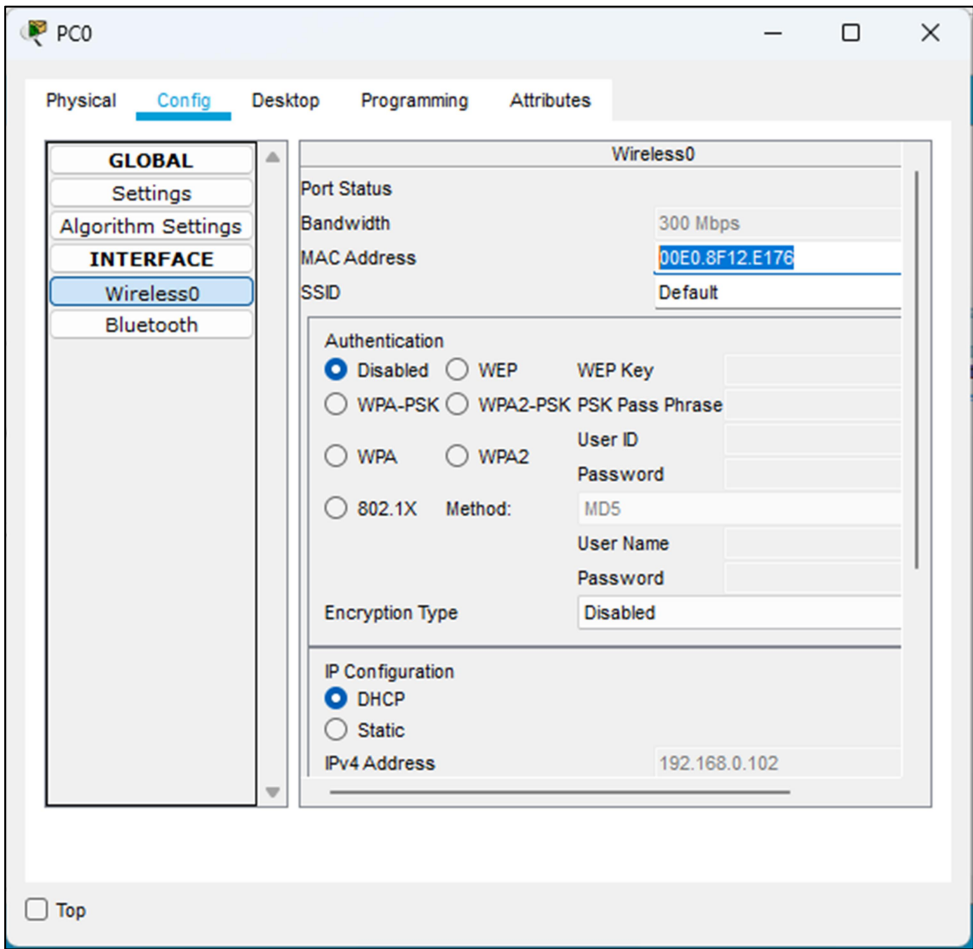 PC0
Physical Config Desktop Programming Attributes
GLOBAL
Settings
Algorithm Settings
INTERFACE
Wireless0
Bluetooth
Wireless0
Port Status
Bandwidth 300 Mbps
MAC Address 00E0.8F12.E176
SSID Default
Authentication
Disabled WEP WEP Key
WPA-PSK WPA2-PSK PSK Pass Phrase
User ID
WPA WPA2
Password
802.1X Method: MD5
User Name
Password
Encryption Type Disabled
IP Configuration
DHCP
Static
IPv4 Address 192.168.0.102
Top